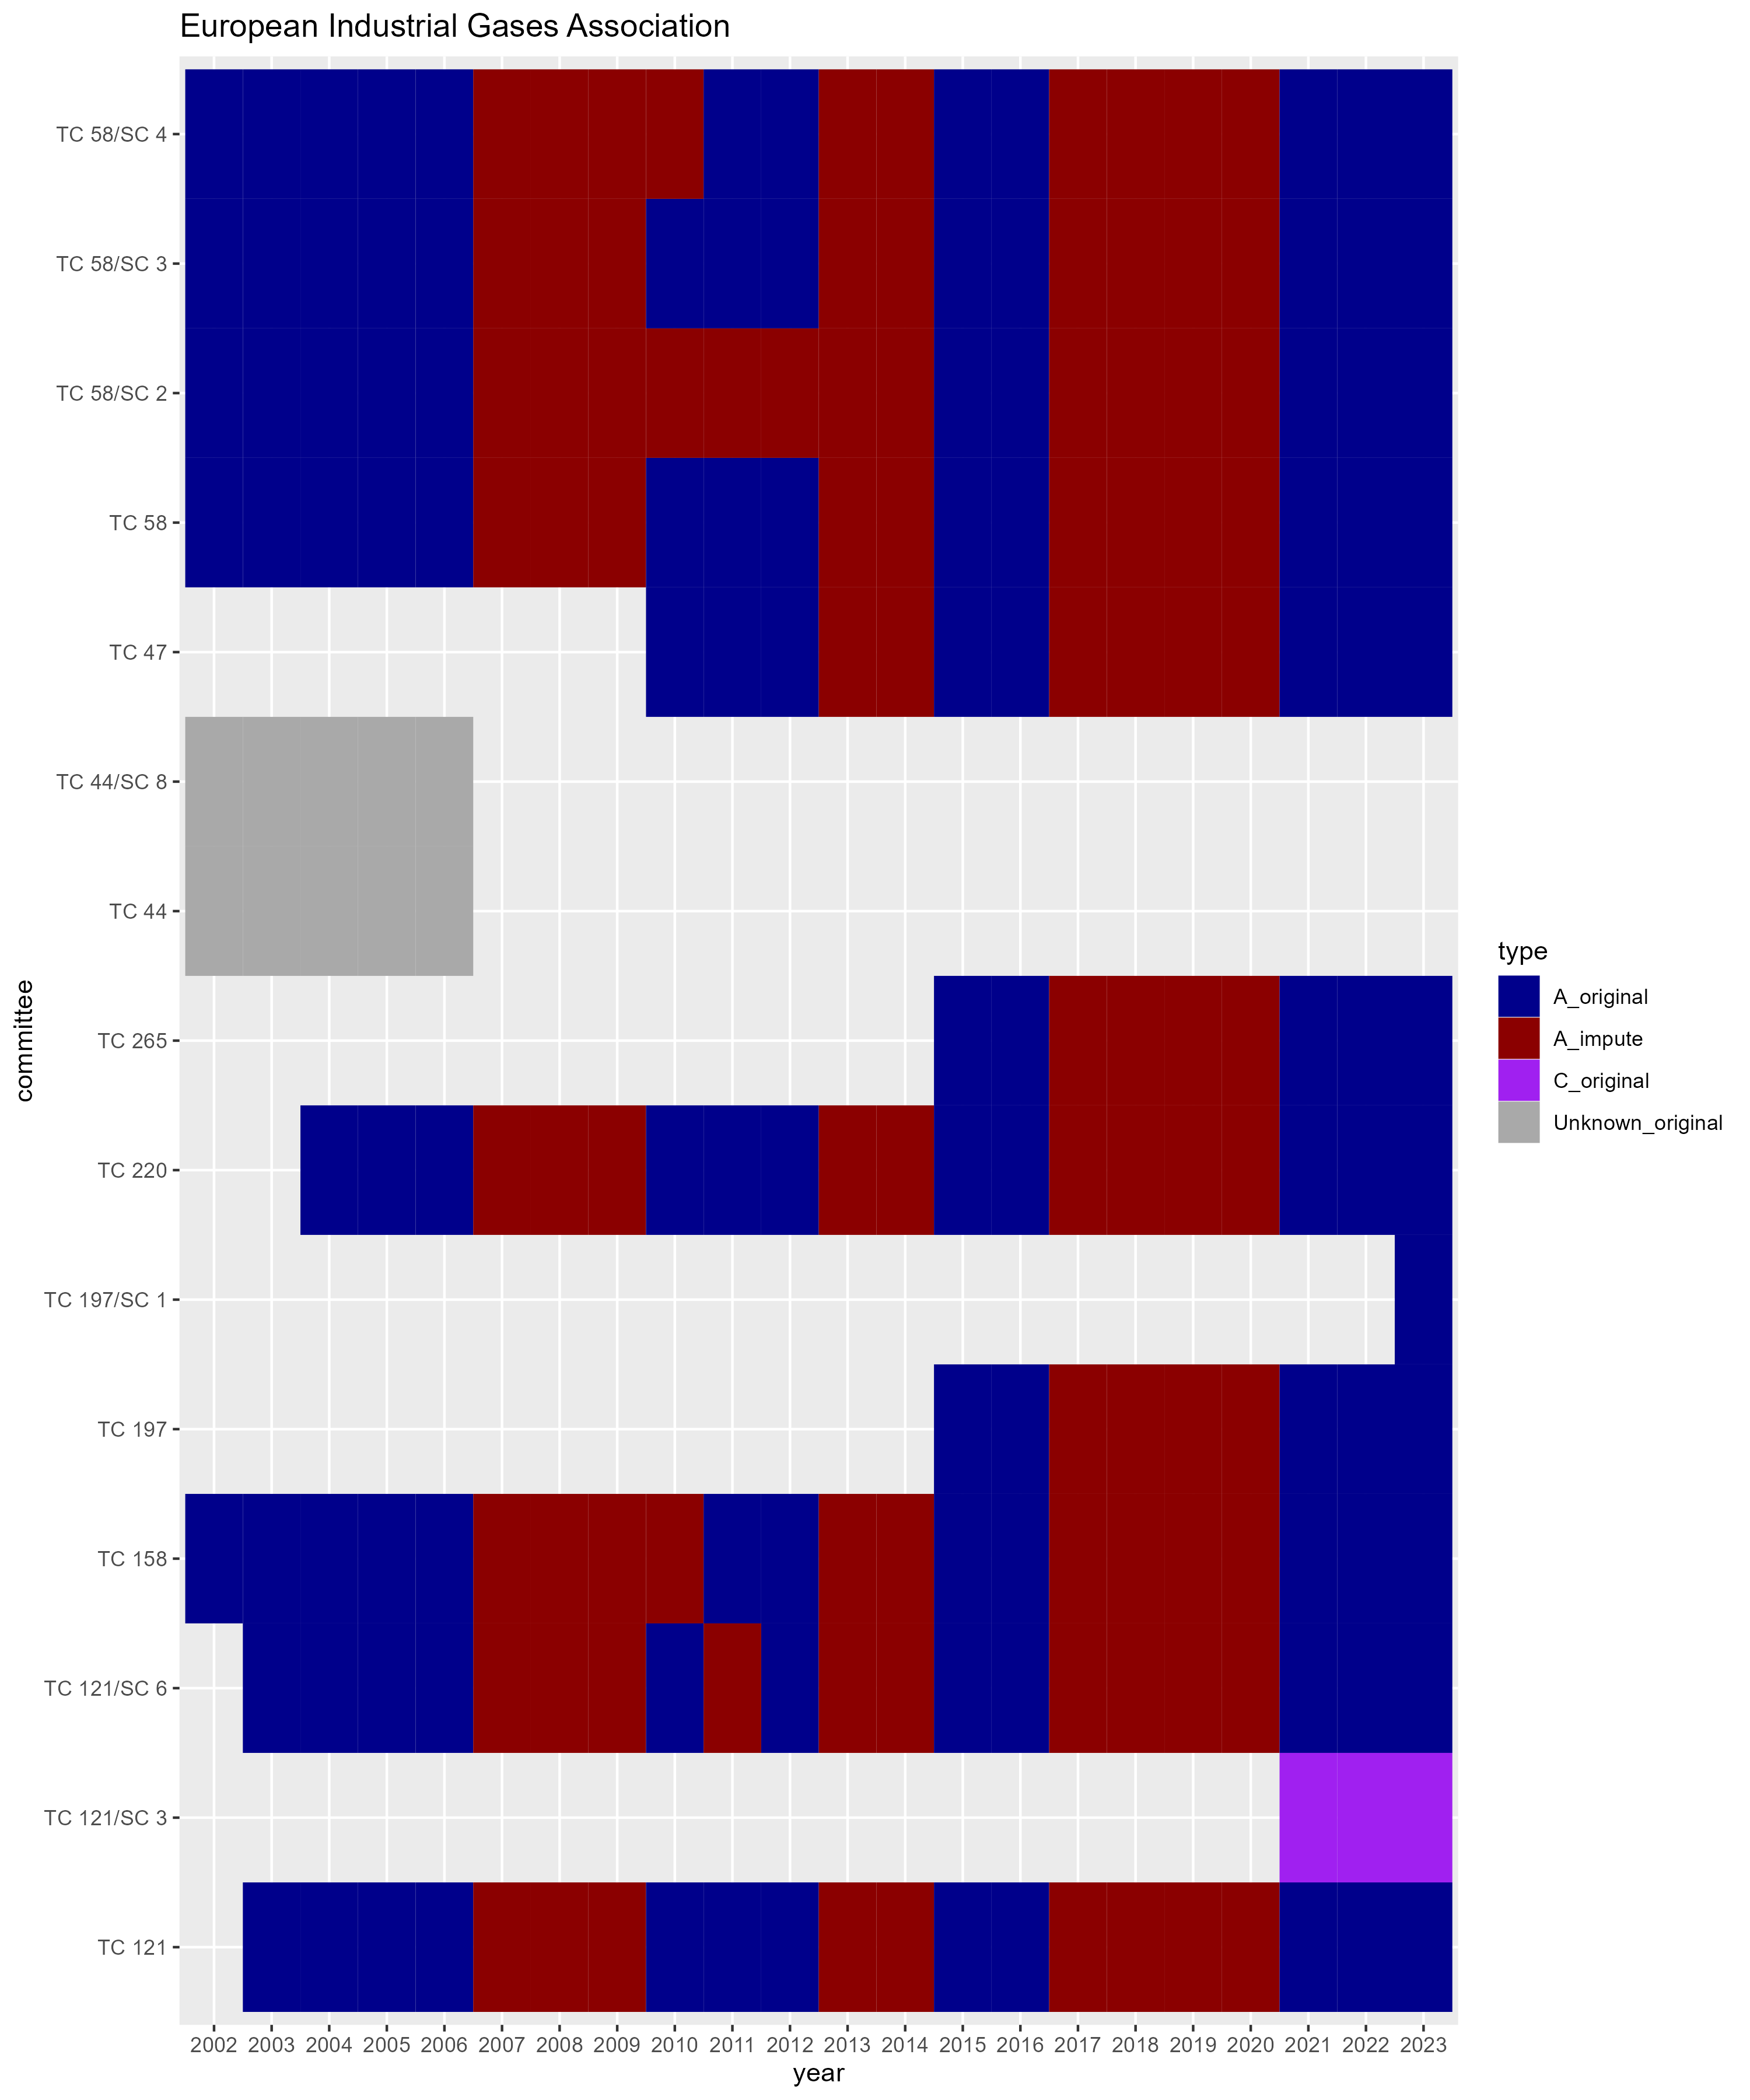 European Industrial Gases Association
TC 58/SC 4
TC 58/SC 3
TC 58/SC 2
TC 58
TC 47
TC 44/SC 8
TC 44
TC 265
TC 220
TC 197/SC 1
TC 197
TC 158
TC 121/SC 6
TC 121/SC 3
TC 121
committee
2002 2003 2004 2005 2006 2007 2008 2009 2010 2011 2012 2013 2014 2015 2016 2017 2018 2019 2020 2021 2022 2023
year
type
A_original
A_impute
C_original
Unknown_original